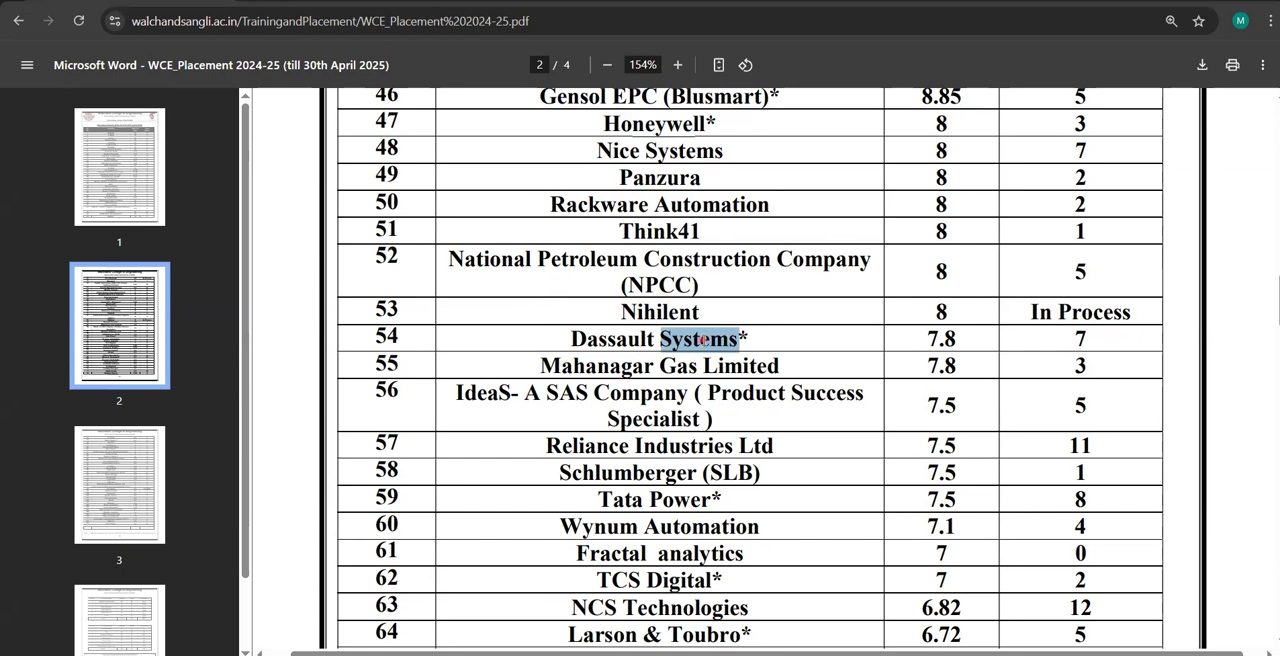 walchandsangli.ac.in/TrainingandPlacement/WCE_Placement%202024-25.pdf
M
Microsoft Word - WCE_Placement 2024-25 (till 30th April 2025)
2 / 4
154%
1
2
3
46 Gensol EPC (Blusmart)* 8.85 5
47 Honeywell* 8 3
48 Nice Systems 8 7
49 Panzura 8 2
50 Rackware Automation 8 2
51 Think41 8 1
52 National Petroleum Construction Company
(NPCC) 8 5
53 Nihilent 8 In Process
54 Dassault Systems* 7.8 7
55 Mahanagar Gas Limited 7.8 3
56 IdeaS- A SAS Company ( Product Success
Specialist ) 7.5 5
57 Reliance Industries Ltd 7.5 11
58 Schlumberger (SLB) 7.5 1
59 Tata Power* 7.5 8
60 Wynum Automation 7.1 4
61 Fractal analytics 7 0
62 TCS Digital* 7 2
63 NCS Technologies 6.82 12
64 Larson & Toubro* 6.72 5